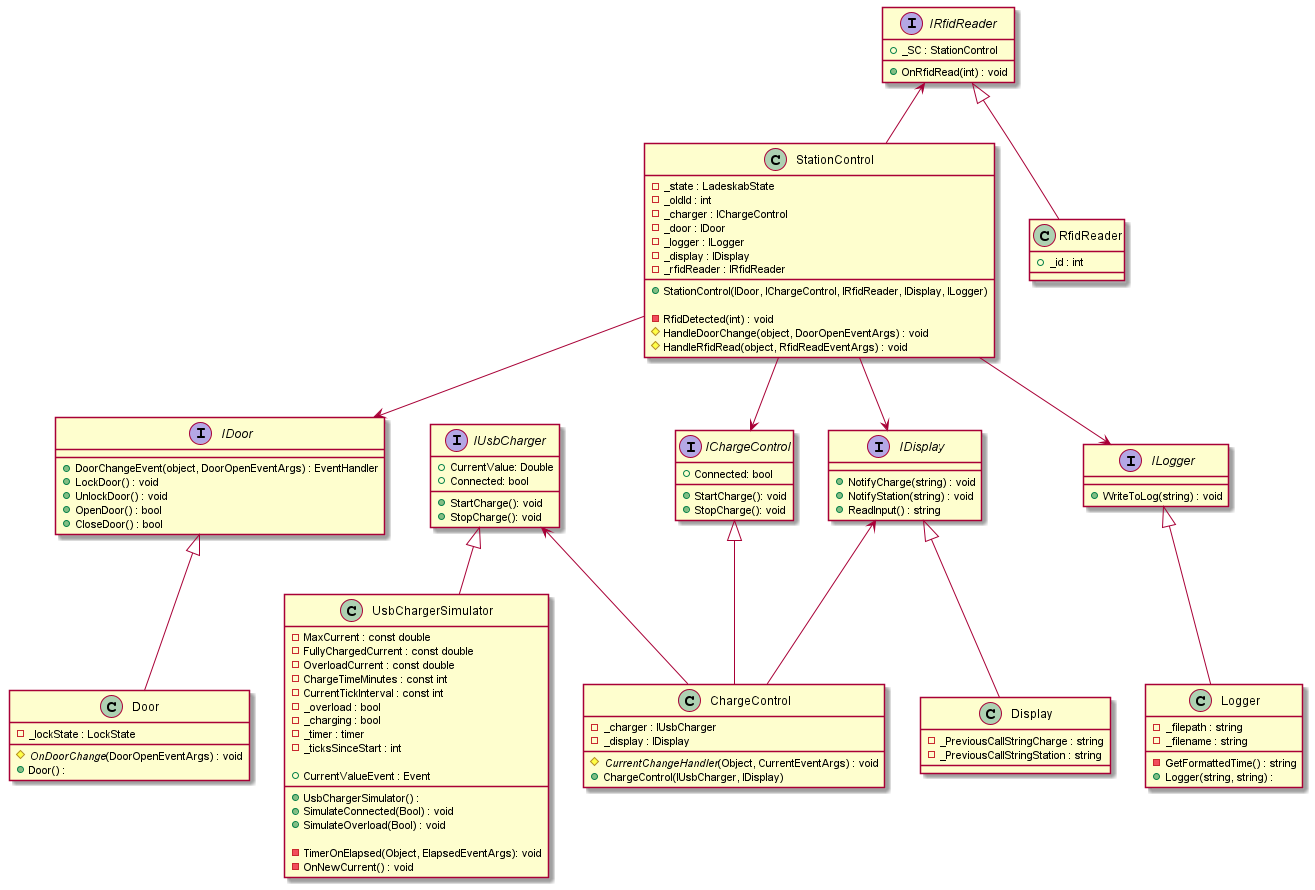 I IRfidReader
_SC : StationControl
OnRfidRead(int) : void
C StationControl
_state : LadeskabState
_oldId : int
_charger : IChargeControl
_door : IDoor
_logger : ILogger
_display : IDisplay
_rfidReader : IRfidReader
StationControl(IDoor, IChargeControl, IRfidReader, IDisplay, ILogger)
RfidDetected(int) : void
HandleDoorChange(object, DoorOpenEventArgs) : void
HandleRfidRead(object, RfidReadEventArgs) : void
C RfidReader
_id : int
I IDoor
DoorChangeEvent(object, DoorOpenEventArgs) : EventHandler
LockDoor() : void
UnlockDoor() : void
OpenDoor() : bool
CloseDoor() : bool
I IUsbCharger
CurrentValue: Double
Connected: bool
StartCharge(): void
StopCharge(): void
I IChargeControl
Connected: bool
StartCharge(): void
StopCharge(): void
I IDisplay
NotifyCharge(string) : void
NotifyStation(string) : void
ReadInput() : string
I ILogger
WriteToLog(string) : void
C Door
_lockState : LockState
OnDoorChange(DoorOpenEventArgs) : void
Door() :
C UsbChargerSimulator
MaxCurrent : const double
FullyChargedCurrent : const double
OverloadCurrent : const double
ChargeTimeMinutes : const int
CurrentTickInterval : const int
_overload : bool
_charging : bool
_timer : timer
_ticksSinceStart : int
CurrentValueEvent : Event
UsbChargerSimulator() :
SimulateConnected(Bool) : void
SimulateOverload(Bool) : void
TimerOnElapsed(Object, ElapsedEventArgs): void
OnNewCurrent() : void
C ChargeControl
_charger : IUsbCharger
_display : IDisplay
CurrentChangeHandler(Object, CurrentEventArgs) : void
ChargeControl(IUsbCharger, IDisplay)
C Display
_PreviousCallStringCharge : string
_PreviousCallStringStation : string
C Logger
_filepath : string
_filename : string
GetFormattedTime() : string
Logger(string, string) :